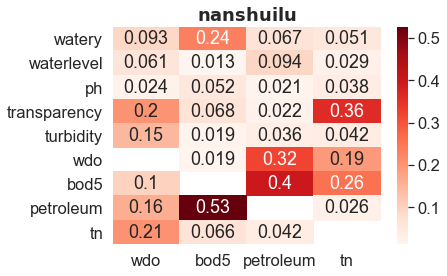 nanshuilu
watery 0.093 0.24 0.067 0.051
waterlevel 0.061 0.013 0.094 0.029
ph 0.024 0.052 0.021 0.038
transparency 0.2 0.068 0.022 0.36
turbidity 0.15 0.019 0.036 0.042
wdo 0.019 0.32 0.19
bod5 0.1 0.4 0.26
petroleum 0.16 0.53 0.026
tn 0.21 0.066 0.042
wdo bod5 petroleum tn
0.5
0.4
0.3
0.2
0.1